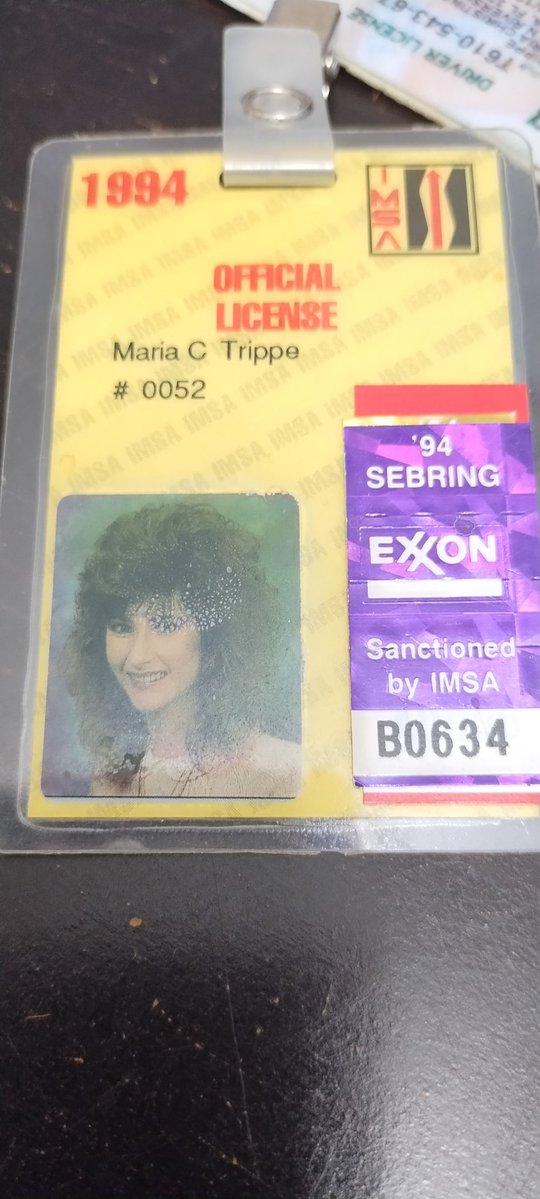 DRIVER LICENSE
1994
IMSA
OFFICIAL
LICENSE
Maria C Trippe
# 0052
'94
SEBRING
EXXON
Sanctioned
by IMSA
B0634